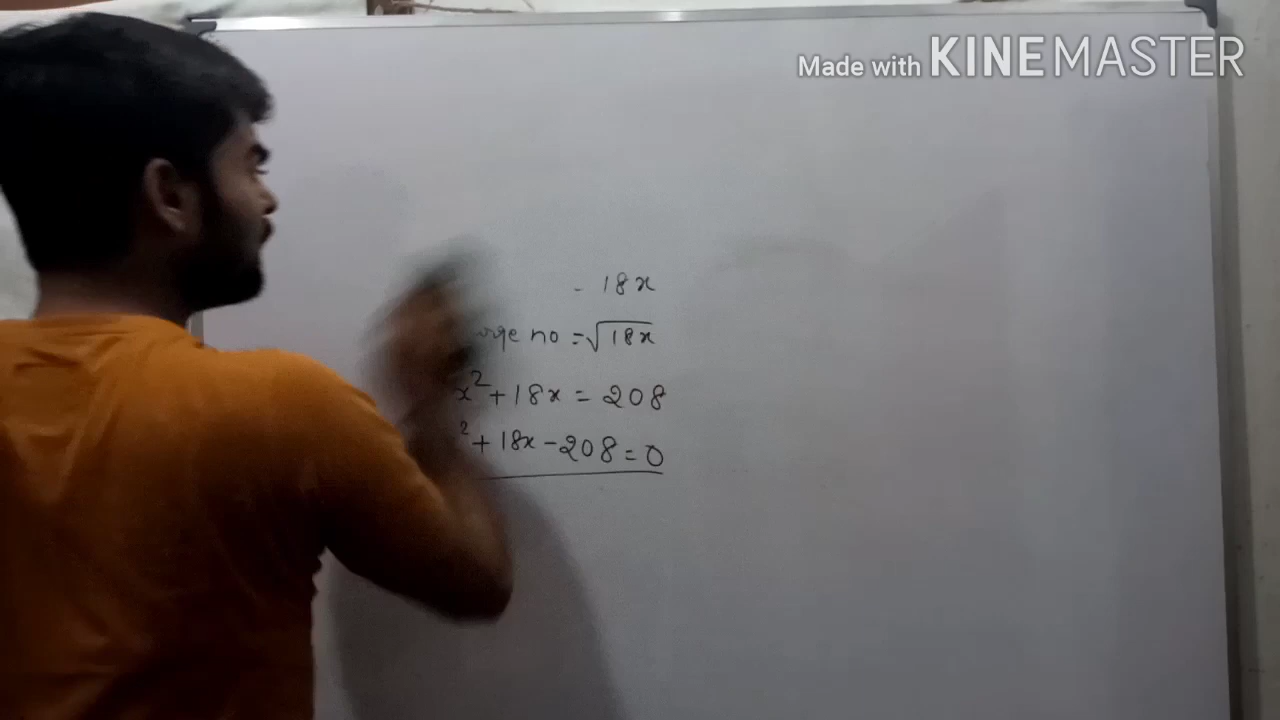 Made with KINEMASTER
- 18x
no = √18x
x² + 18x = 208
² + 18x - 208 = 0